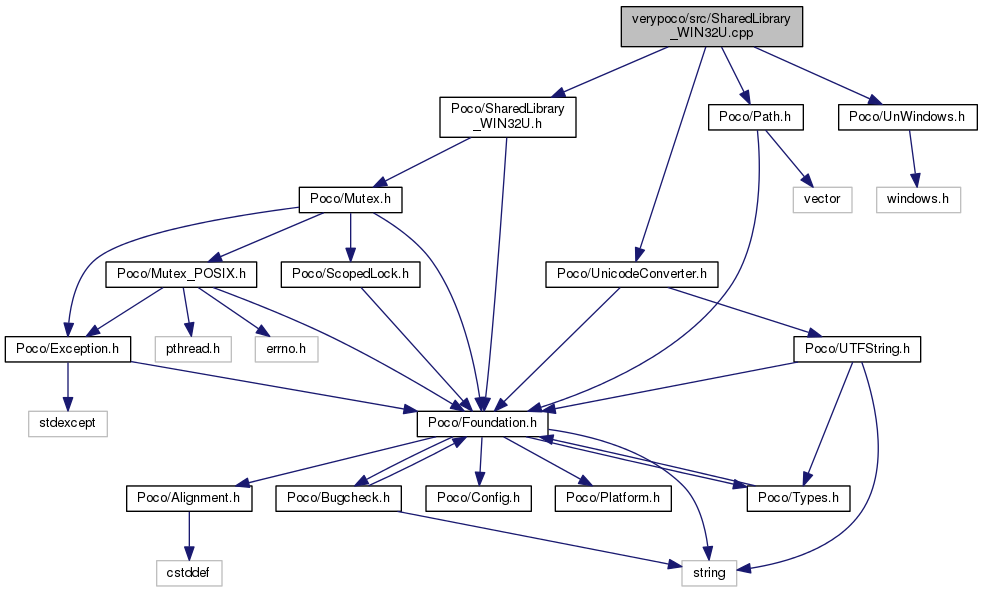 verypoco/src/SharedLibrary
_WIN32U.cpp
Poco/SharedLibrary
_WIN32U.h
Poco/Path.h
Poco/UnWindows.h
Poco/Mutex.h
vector
windows.h
Poco/Mutex_POSIX.h
Poco/ScopedLock.h
Poco/UnicodeConverter.h
Poco/Exception.h
pthread.h
errno.h
Poco/UTFString.h
stdexcept
Poco/Foundation.h
Poco/Alignment.h
Poco/Bugcheck.h
Poco/Config.h
Poco/Platform.h
Poco/Types.h
cstddef
string